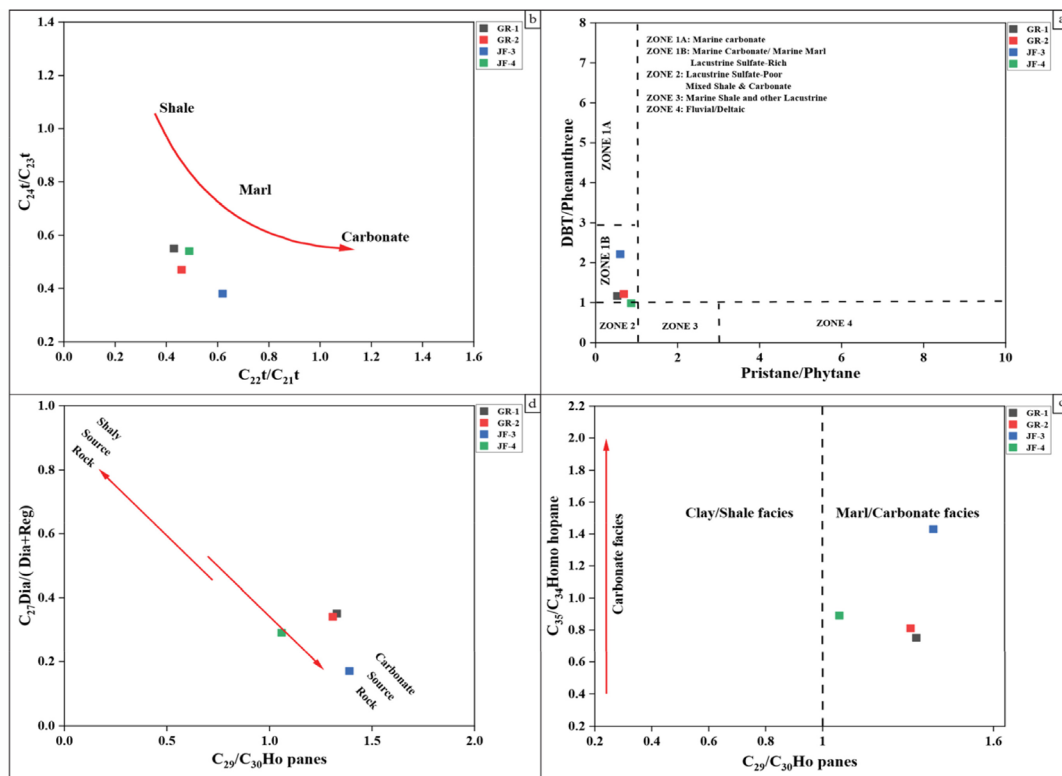 b
GR-1
GR-2
JF-3
JF-4
1.4
1.2
1.0
0.8
0.6
0.4
0.2
C₂₄t/C₂₃t
Shale
Marl
Carbonate
0.0 0.2 0.4 0.6 0.8 1.0 1.2 1.4 1.6
C₂₂t/C₂₁t
a
GR-1
GR-2
JF-3
JF-4
ZONE 1A: Marine carbonate
ZONE 1B: Marine Carbonate/ Marine Marl
Lacustrine Sulfate-Rich
ZONE 2: Lacustrine Sulfate-Poor
Mixed Shale & Carbonate
ZONE 3: Marine Shale and other Lacustrine
ZONE 4: Fluvial/Deltaic
8
7
6
5
4
3
2
1
0
DBT/Phenanthrene
ZONE 1A
ZONE 1B
ZONE 2
ZONE 3
ZONE 4
0 2 4 6 8 10
Pristane/Phytane
d
GR-1
GR-2
JF-3
JF-4
1.0
0.8
0.6
0.4
0.2
0.0
C₂₇Dia/( Dia+Reg)
Shaly
Source
Rock
Carbonate
Source
Rock
0.0 0.5 1.0 1.5 2.0
C₂₉/C₃₀Ho panes
c
GR-1
GR-2
JF-3
JF-4
2.2
2.0
1.8
1.6
1.4
1.2
1.0
0.8
0.6
0.4
0.2
C₃₅/C₃₄Homo hopane
Carbonate facies
Clay/Shale facies
Marl/Carbonate facies
0.2 0.4 0.6 0.8 1 1.6
C₂₉/C₃₀Ho panes